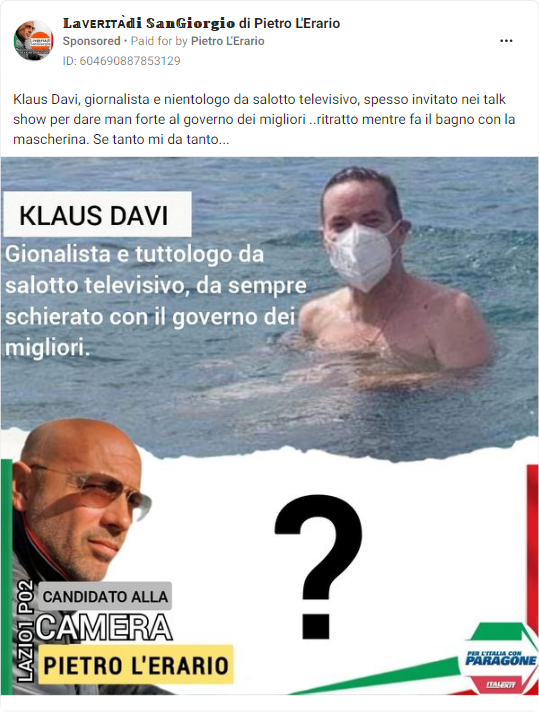 LaVERITÀdi SanGiorgio di Pietro L'Erario
Sponsored • Paid for by Pietro L'Erario
ID: 604690887853129
Klaus Davi, giornalista e nientologo da salotto televisivo, spesso invitato nei talk
show per dare man forte al governo dei migliori ..ritratto mentre fa il bagno con la
mascherina. Se tanto mi da tanto...
KLAUS DAVI
Gionalista e tuttologo da
salotto televisivo, da sempre
schierato con il governo dei
migliori.
?
LAZIO1 P02
CANDIDATO ALLA
CAMERA
PIETRO L'ERARIO
PER L'ITALIA CON
PARAGONE
ITALEXIT